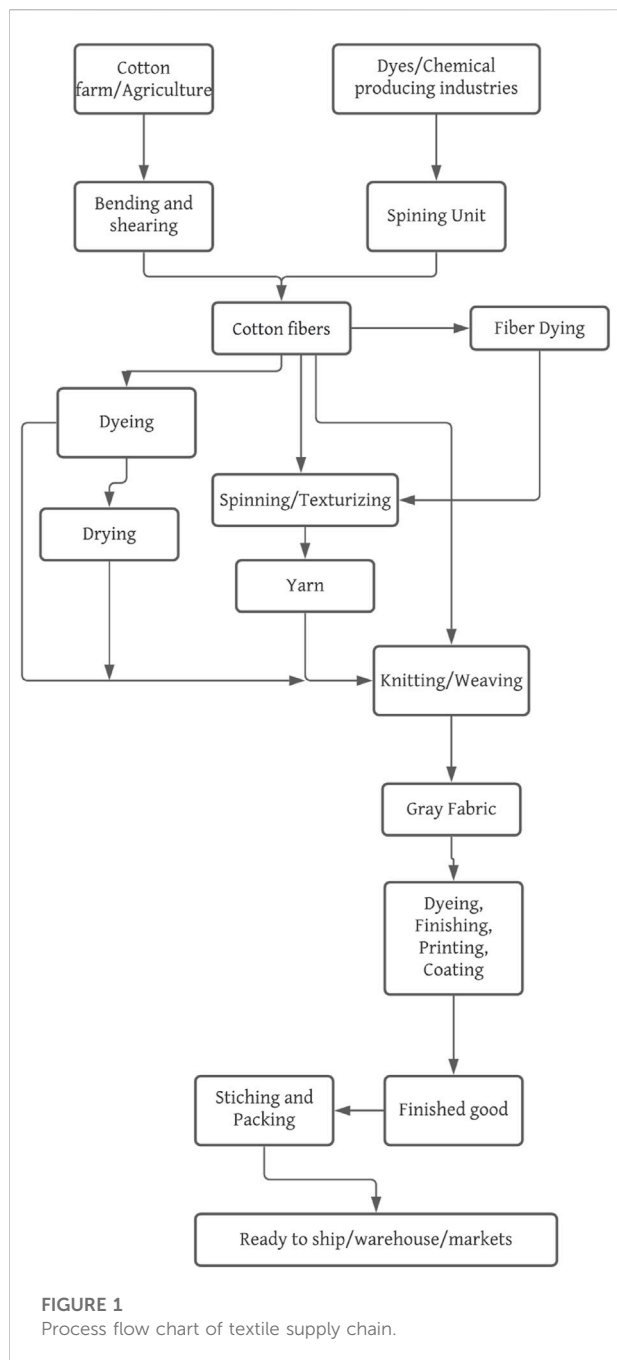 Cotton
farm/Agriculture
Dyes/Chemical
producing industries
Bending and
shearing
Spining Unit
Cotton fibers
Fiber Dying
Dyeing
Spinning/Texturizing
Drying
Yarn
Knitting/Weaving
Gray Fabric
Dyeing,
Finishing,
Printing,
Coating
Stiching and
Packing
Finished good
Ready to ship/warehouse/markets
FIGURE 1
Process flow chart of textile supply chain.